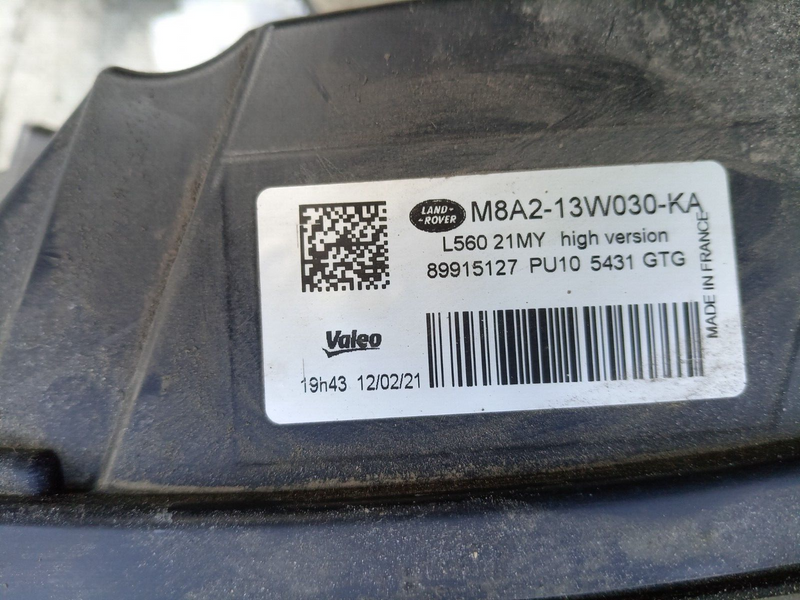 LAND-
ROVER
M8A2-13W030-KA
L560 21MY high version
89915127 PU10 5431 GTG
MADE IN FRANCE
Valeo
19h43 12/02/21